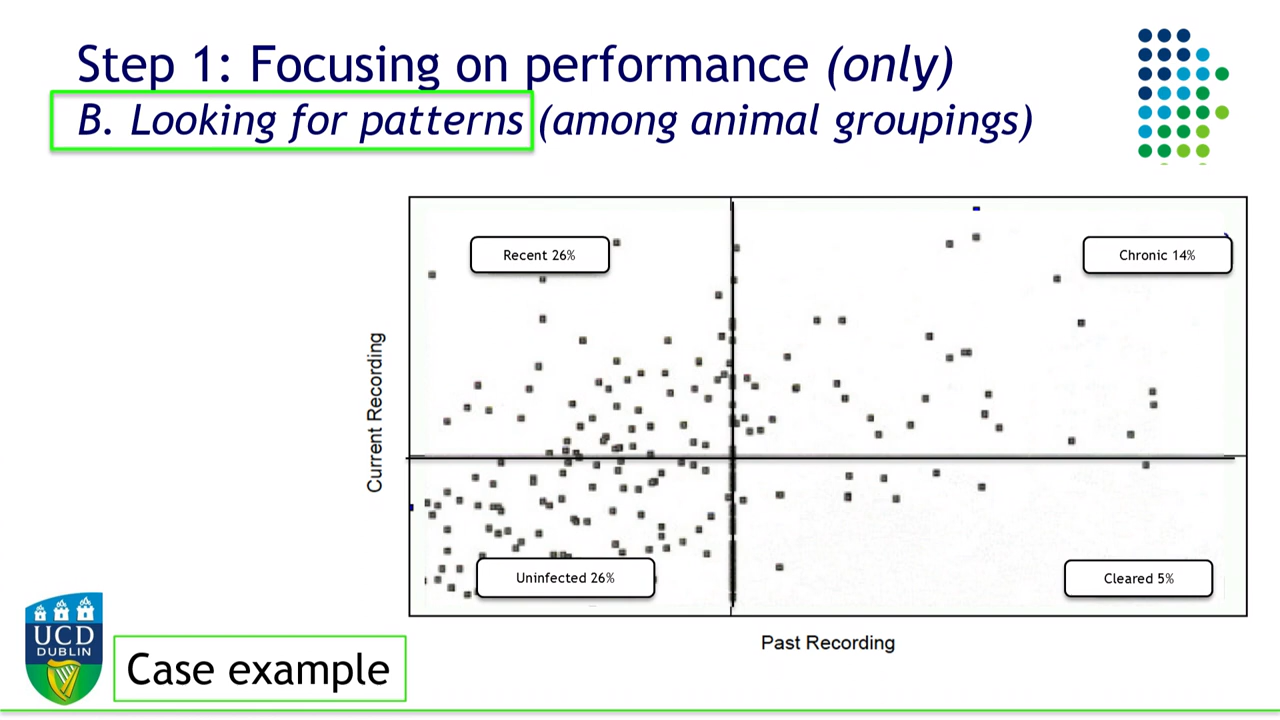 Step 1: Focusing on performance (only)
B. Looking for patterns (among animal groupings)
Recent 26%
Chronic 14%
Current Recording
Uninfected 26%
Cleared 5%
Past Recording
UCD
DUBLIN
Case example